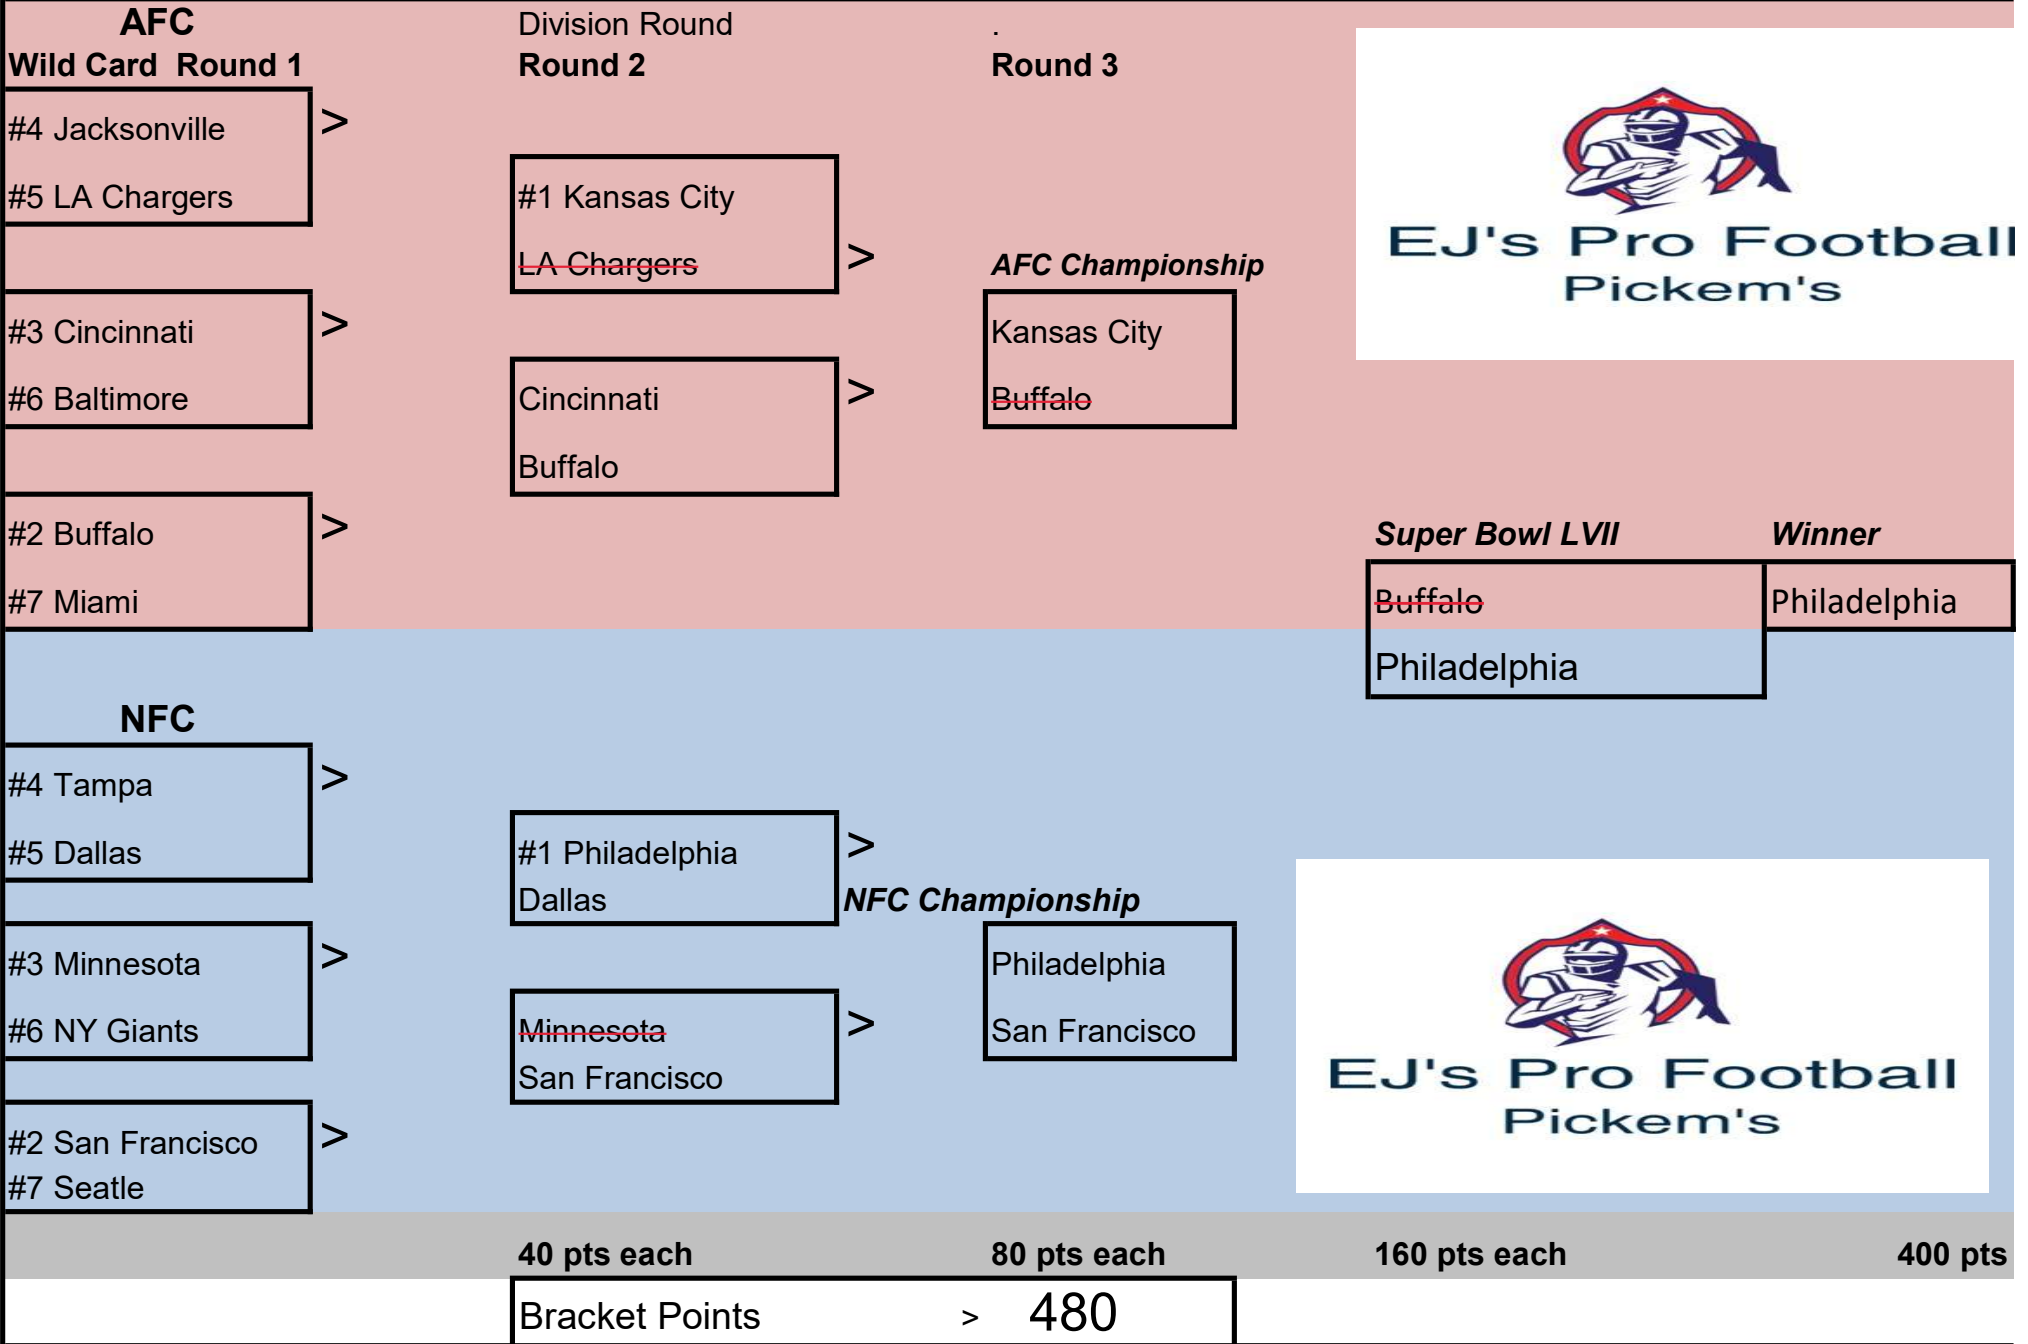 AFC Division Round .
Wild Card Round 1 Round 2 Round 3
#4 Jacksonville >
#5 LA Chargers #1 Kansas City
LA Chargers > AFC Championship
#3 Cincinnati > Kansas City
#6 Baltimore Cincinnati > Buffalo
Buffalo
EJ's Pro Football
Pickem's
#2 Buffalo > Super Bowl LVII Winner
#7 Miami Buffalo Philadelphia
Philadelphia
NFC
#4 Tampa >
#5 Dallas #1 Philadelphia >
Dallas NFC Championship
#3 Minnesota > Philadelphia
#6 NY Giants Minnesota > San Francisco
San Francisco
#2 San Francisco >
#7 Seatle
EJ's Pro Football
Pickem's
40 pts each 80 pts each 160 pts each 400 pts
Bracket Points > 480